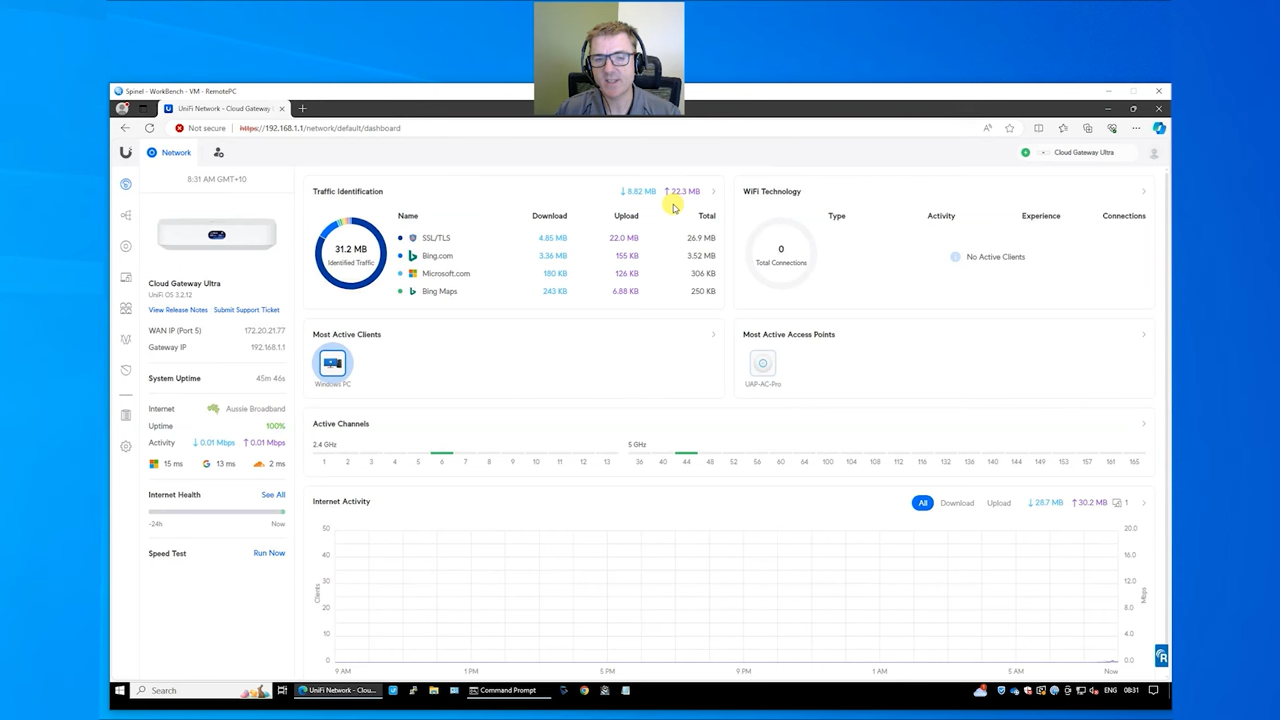 Spinel - WorkBench - VM - RemotePC
UniFi Network - Cloud Gateway
Not secure
https://192.168.1.1/network/default/dashboard
Network
Cloud Gateway Ultra
8:31 AM GMT+10
Cloud Gateway Ultra
UniFi OS 3.2.12
View Release Notes Submit Support Ticket
WAN IP (Port 5) 172.20.21.77
Gateway IP 192.168.1.1
System Uptime 45m 46s
Internet Aussie Broadband
Uptime 100%
Activity ↓0.01 Mbps ↑0.01 Mbps
15 ms 13 ms 2 ms
Internet Health See All
-24h Now
Speed Test Run Now
Traffic Identification ↓8.82 MB ↑22.3 MB
31.2 MB
Identified Traffic
Name Download Upload Total
SSL/TLS 4.85 MB 22.0 MB 26.9 MB
Bing.com 3.36 MB 155 KB 3.52 MB
Microsoft.com 180 KB 126 KB 306 KB
Bing Maps 243 KB 6.88 KB 250 KB
WiFi Technology
0
Total Connections
Type Activity Experience Connections
No Active Clients
Most Active Clients
Windows PC
Most Active Access Points
UAP-AC-Pro
Active Channels
2.4 GHz
1 2 3 4 5 6 7 8 9 10 11 12 13
5 GHz
36 40 44 48 52 56 60 64 100 104 108 112 116 132 136 140 144 149 153 157 161 165
Internet Activity
All Download Upload ↓28.7 MB ↑30.2 MB 1
50 20.0
40 16.0
30 12.0
20 8.0
10 4.0
0 0.0
Clients
Mbps
9 AM 1 PM 5 PM 9 PM 1 AM 5 AM Now
Search
UniFi Network - Clou...
Command Prompt
ENG 08:31